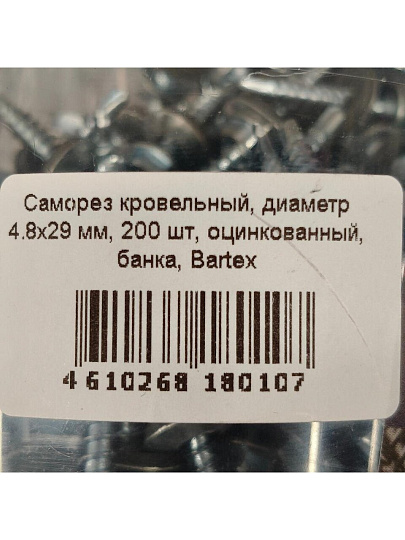 Саморез кровельный, диаметр
4.8х29 мм, 200 шт, оцинкованный,
банка, Bartex
4 610268 180107